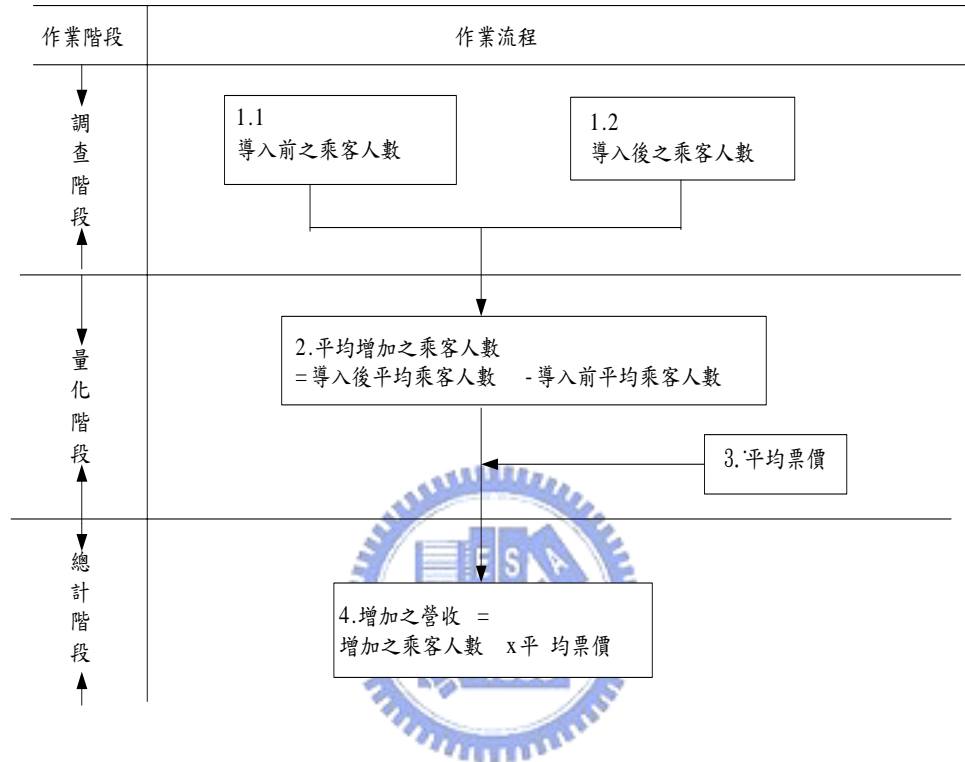 作業階段
作業流程
調查階段
1.1
導入前之乘客人數
1.2
導入後之乘客人數
量化階段
2.平均增加之乘客人數
=導入後平均乘客人數 -導入前平均乘客人數
3.平均票價
總計階段
E S A
4.增加之營收 =
增加之乘客人數 x平 均票價